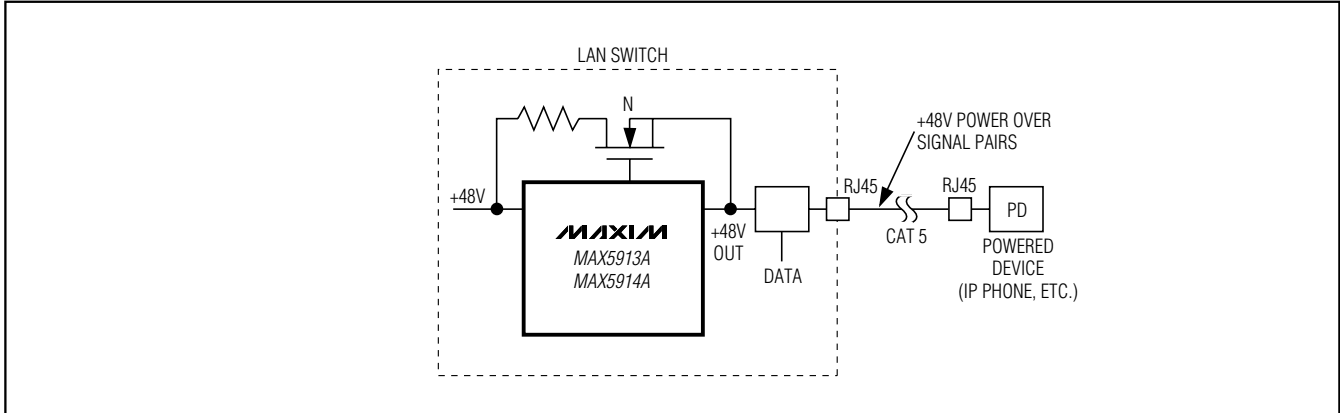 LAN SWITCH
N
+48V POWER OVER
SIGNAL PAIRS
+48V
RJ45
RJ45
MAXIM
MAX5913A
MAX5914A
+48V
OUT
DATA
CAT 5
PD
POWERED
DEVICE
(IP PHONE, ETC.)